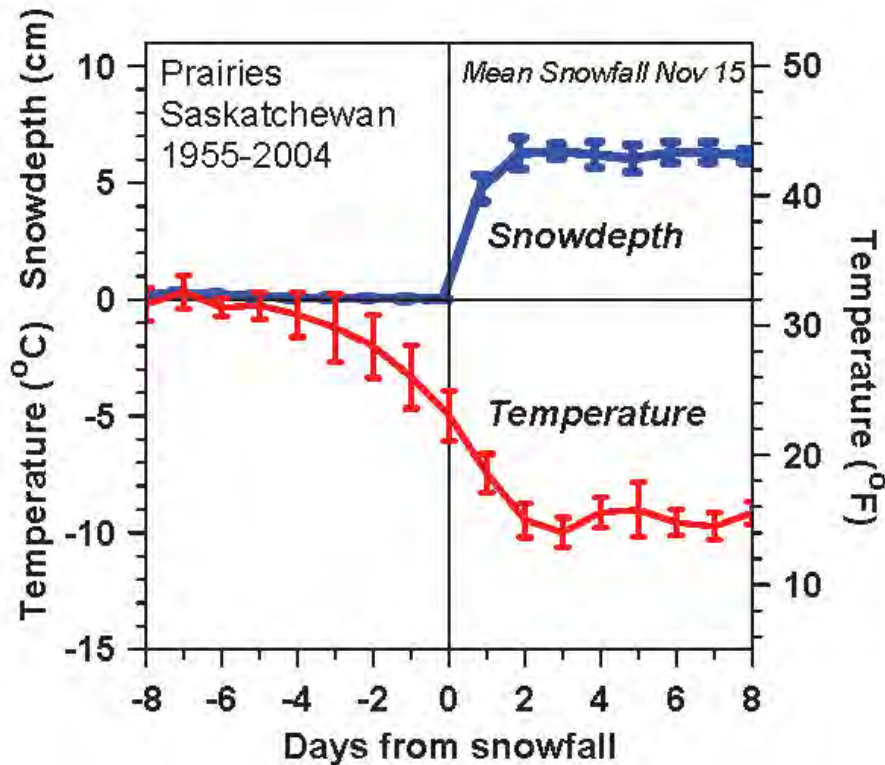 Prairies
Saskatchewan
1955-2004
Mean Snowfall Nov 15
Snowdepth
Temperature
Temperature (°C) Snowdepth (cm)
10
5
0
-5
-10
-15
Temperature (°F)
50
40
30
20
10
-8 -6 -4 -2 0 2 4 6 8
Days from snowfall